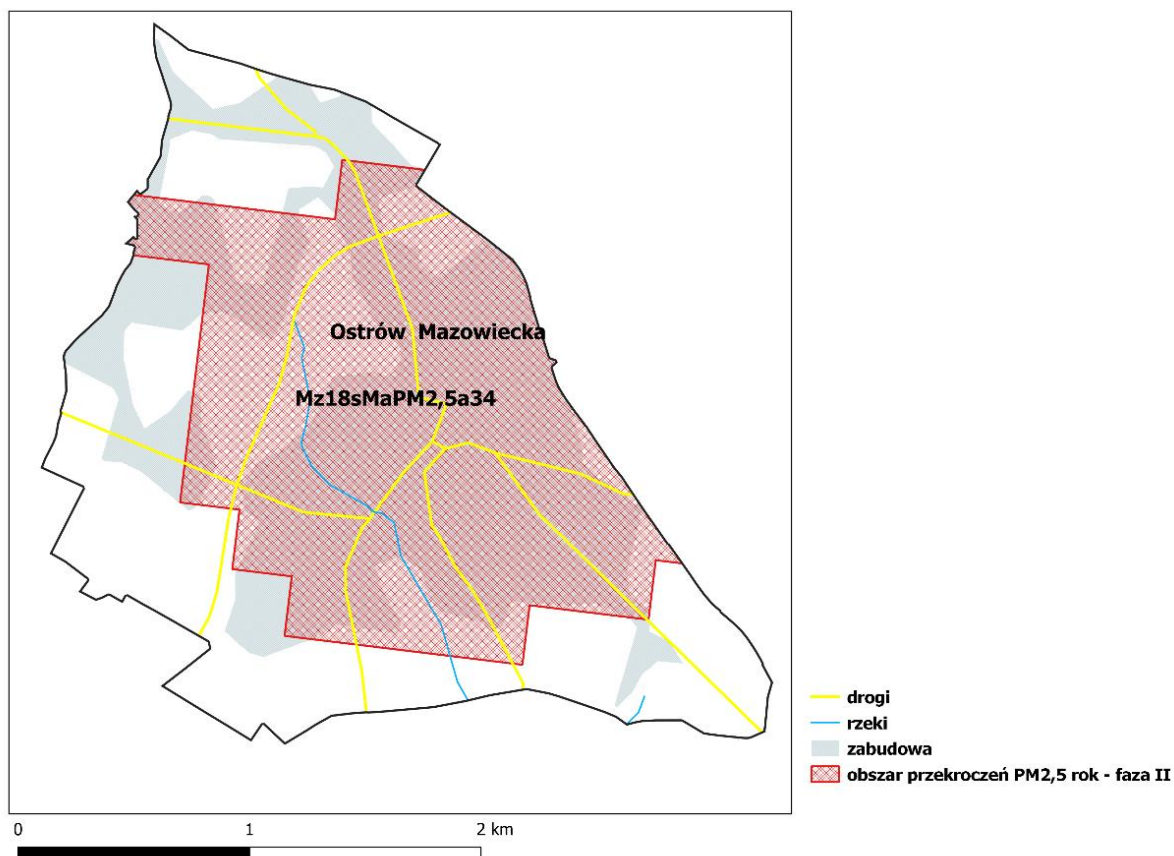 Ostrów Mazowiecka
Mz18sMaPM2,5a34
drogi
rzeki
zabudowa
obszar przekroczeń PM2,5 rok - faza II
0 1 2 km